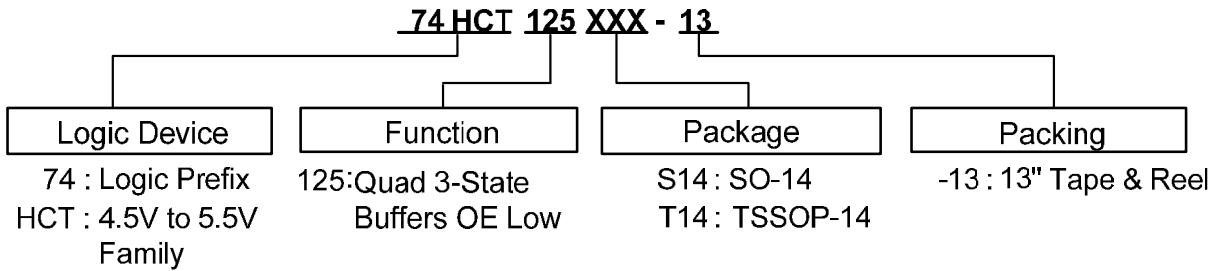 74 HCT 125 XXX - 13
Logic Device
74 : Logic Prefix
HCT : 4.5V to 5.5V
Family
Function
125: Quad 3-State
Buffers OE Low
Package
S14 : SO-14
T14 : TSSOP-14
Packing
-13 : 13" Tape & Reel